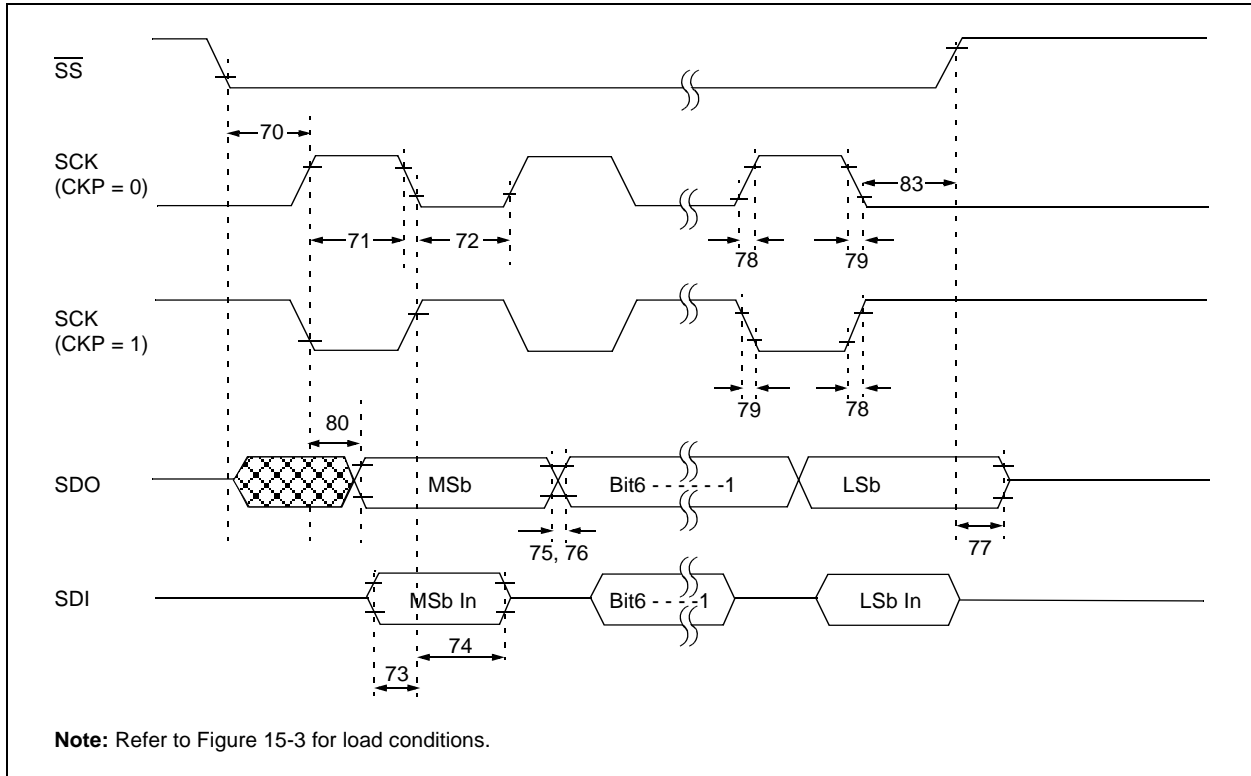 SS
70
SCK
(CKP = 0)
83
71
72
78
79
SCK
(CKP = 1)
79
78
80
SDO
MSb
Bit6 - - - - - -1
LSb
75, 76
77
SDI
MSb In
Bit6 - - - -1
LSb In
74
73
Note: Refer to Figure 15-3 for load conditions.